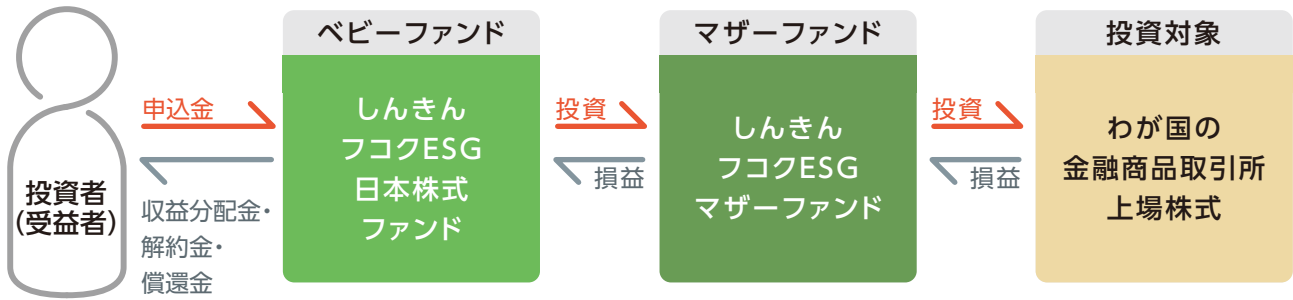 投資者
(受益者)
申込金
収益分配金・
解約金・
償還金
ベビーファンド
しんきん
フコクESG
日本株式
ファンド
投資
損益
マザーファンド
しんきん
フコクESG
マザーファンド
投資
損益
投資対象
わが国の
金融商品取引所
上場株式